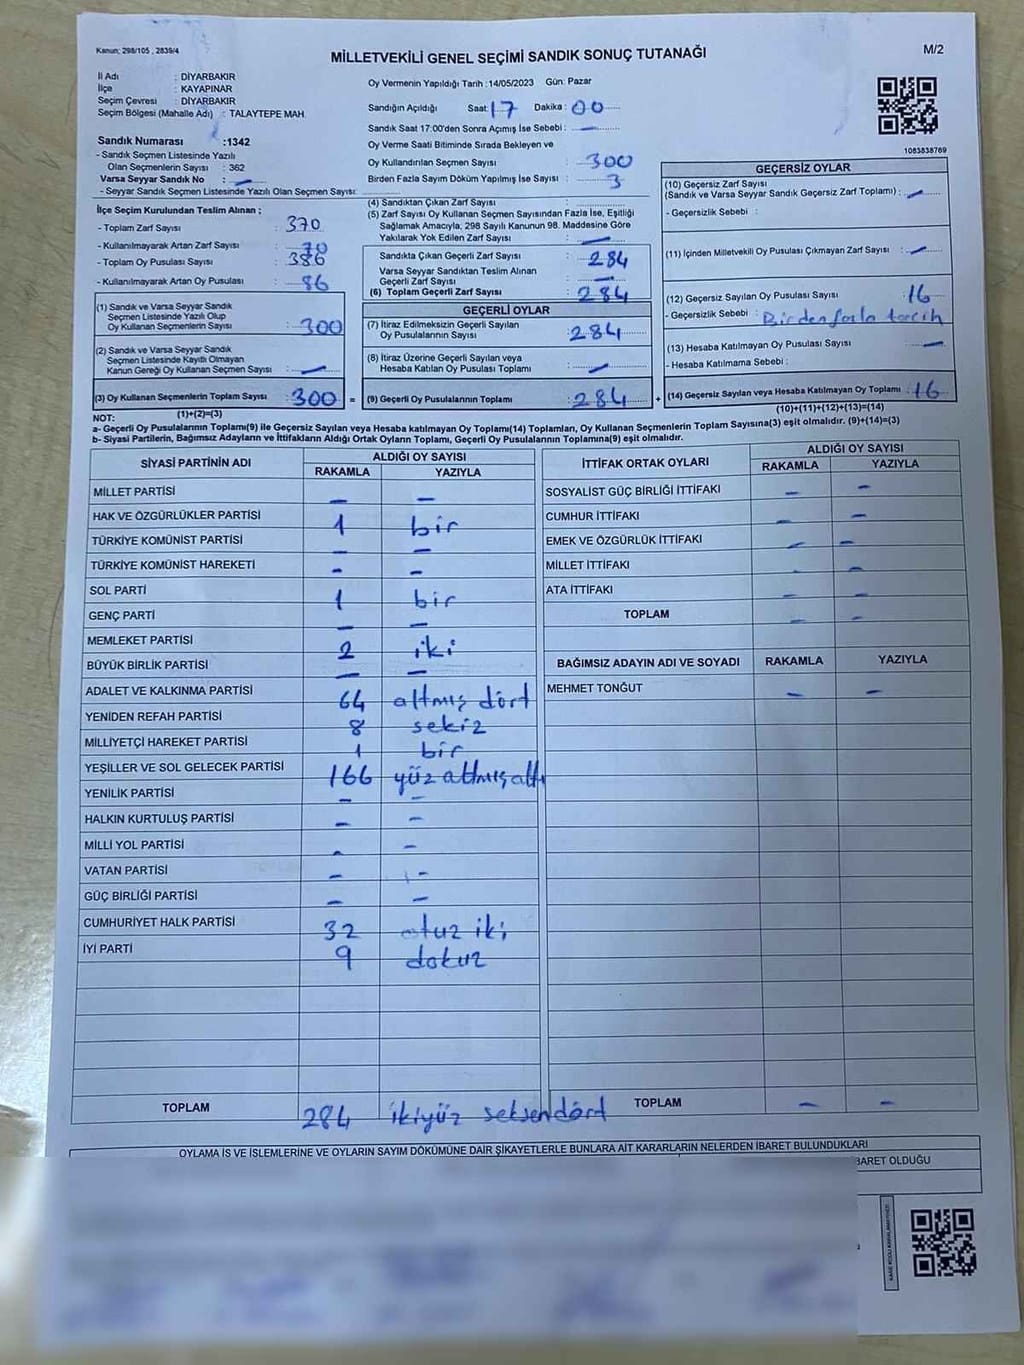 Kanun: 298/105 , 2839/4
MİLLETVEKİLİ GENEL SEÇİMİ SANDIK SONUÇ TUTANAĞI
M/2
İl Adı : DİYARBAKIR
İlçe : KAYAPINAR
Seçim Çevresi : DİYARBAKIR
Seçim Bölgesi (Mahalle Adı) : TALAYTEPE MAH.
Sandık Numarası :1342
- Sandık Seçmen Listesinde Yazılı
Olan Seçmenlerin Sayısı : 362
Varsa Seyyar Sandık No : –
- Seyyar Sandık Seçmen Listesinde Yazılı Olan Seçmen Sayısı:
Oy Vermenin Yapıldığı Tarih :14/05/2023 Gün: Pazar
Sandığın Açıldığı Saat: 17 Dakika : 00
Sandık Saat 17:00'den Sonra Açımış İse Sebebi : –
Oy Verme Saati Bitiminde Sırada Bekleyen ve
Oy Kullandırılan Seçmen Sayısı : 300
Birden Fazla Sayım Döküm Yapılmış İse Sayısı : 3
1083838769
İlçe Seçim Kurulundan Teslim Alınan ;
- Toplam Zarf Sayısı : 370
- Kullanılmayarak Artan Zarf Sayısı : 70
- Toplam Oy Pusulası Sayısı : 386
- Kullanılmayarak Artan Oy Pusulası : 86
(1) Sandık ve Varsa Seyyar Sandık
Seçmen Listesinde Yazılı Olup
Oy Kullanan Seçmenlerin Sayısı : 300
(2) Sandık ve Varsa Seyyar Sandık
Seçmen Listesinde Kayıtlı Olmayan
Kanun Gereği Oy Kullanan Seçmen Sayısı : –
(3) Oy Kullanan Seçmenlerin Toplam Sayısı : 300 =
(1)+(2)=(3)
(4) Sandıktan Çıkan Zarf Sayısı :
(5) Zarf Sayısı Oy Kullanan Seçmen Sayısından Fazla İse, Eşitliği
Sağlamak Amacıyla, 298 Sayılı Kanunun 98. Maddesine Göre
Yakılarak Yok Edilen Zarf Sayısı : –
Sandıkta Çıkan Geçerli Zarf Sayısı : 284
Varsa Seyyar Sandıktan Teslim Alınan
Geçerli Zarf Sayısı : –
(6) Toplam Geçerli Zarf Sayısı : 284
GEÇERLİ OYLAR
(7) İtiraz Edilmeksizin Geçerli Sayılan
Oy Pusulalarının Sayısı : 284
(8) İtiraz Üzerine Geçerli Sayılan veya
Hesaba Katılan Oy Pusulası Toplamı : –
(9) Geçerli Oy Pusulalarının Toplamı : 284 +
GEÇERSİZ OYLAR
(10) Geçersiz Zarf Sayısı
(Sandık ve Varsa Seyyar Sandık Geçersiz Zarf Toplamı) : –
- Geçersizlik Sebebi :
(11) İçinden Milletvekili Oy Pusulası Çıkmayan Zarf Sayısı : –
(12) Geçersiz Sayılan Oy Pusulası Sayısı : 16
- Geçersizlik Sebebi : Birden fazla tercih
(13) Hesaba Katılmayan Oy Pusulası Sayısı : –
- Hesaba Katılmama Sebebi :
(14) Geçersiz Sayılan veya Hesaba Katılmayan Oy Toplamı : 16
(10)+(11)+(12)+(13)=(14)
NOT:
a- Geçerli Oy Pusulalarının Toplamı(9) ile Geçersiz Sayılan veya Hesaba Katılmayan Oy Toplamı(14) Toplamları, Oy Kullanan Seçmenlerin Toplam Sayısına(3) eşit olmalıdır. (9)+(14)=(3)
b- Siyasi Partilerin, Bağımsız Adayların ve İttifakların Aldığı Ortak Oyların Toplamı, Geçerli Oy Pusulalarının Toplamına(9) eşit olmalıdır.
SİYASİ PARTİNİN ADI
ALDIĞI OY SAYISI
RAKAMLA YAZIYLA
MİLLET PARTİSİ – –
HAK VE ÖZGÜRLÜKLER PARTİSİ 1 bir
TÜRKİYE KOMÜNİST PARTİSİ – –
TÜRKİYE KOMÜNİST HAREKETİ – –
SOL PARTİ 1 bir
GENÇ PARTİ – –
MEMLEKET PARTİSİ 2 iki
BÜYÜK BİRLİK PARTİSİ – –
ADALET VE KALKINMA PARTİSİ 64 altmış dört
YENİDEN REFAH PARTİSİ 8 sekiz
MİLLİYETÇİ HAREKET PARTİSİ 1 bir
YEŞİLLER VE SOL GELECEK PARTİSİ 166 yüz altmış altı
YENİLİK PARTİSİ – –
HALKIN KURTULUŞ PARTİSİ – –
MİLLİ YOL PARTİSİ – –
VATAN PARTİSİ – –
GÜÇ BİRLİĞİ PARTİSİ – –
CUMHURİYET HALK PARTİSİ 32 otuz iki
İYİ PARTİ 9 dokuz
TOPLAM 284 ikiyüz seksendört
İTTİFAK ORTAK OYLARI
ALDIĞI OY SAYISI
RAKAMLA YAZIYLA
SOSYALİST GÜÇ BİRLİĞİ İTTİFAKI – –
CUMHUR İTTİFAKI – –
EMEK VE ÖZGÜRLÜK İTTİFAKI – –
MİLLET İTTİFAKI – –
ATA İTTİFAKI – –
TOPLAM – –
BAĞIMSIZ ADAYIN ADI VE SOYADI RAKAMLA YAZIYLA
MEHMET TONĞUT – –
TOPLAM – –
OYLAMA İŞ VE İŞLEMLERİNE VE OYLARIN SAYIM DÖKÜMÜNE DAİR ŞİKAYETLERLE BUNLARA AİT KARARLARIN NELERDEN İBARET BULUNDUKLARI
BARET OLDUĞU